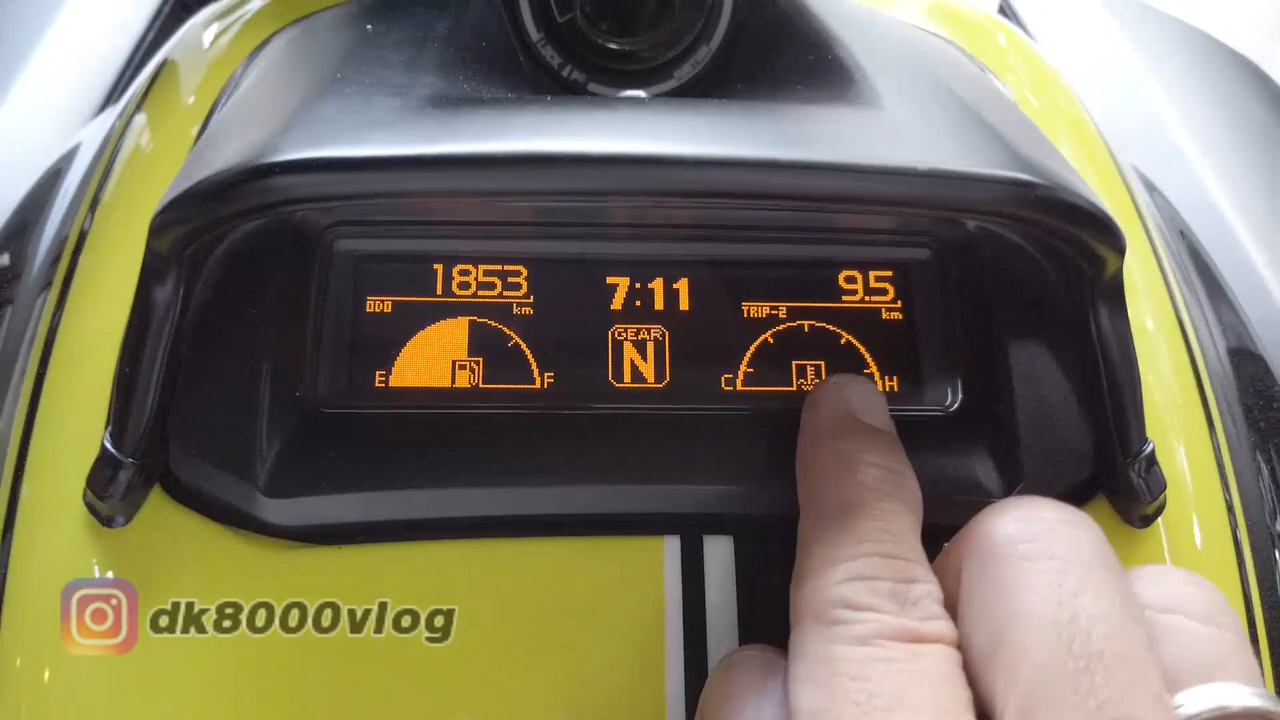 1853
ODO km
E F
7:11
GEAR
N
9.5
TRIP-2 km
C H
dk8000vlog